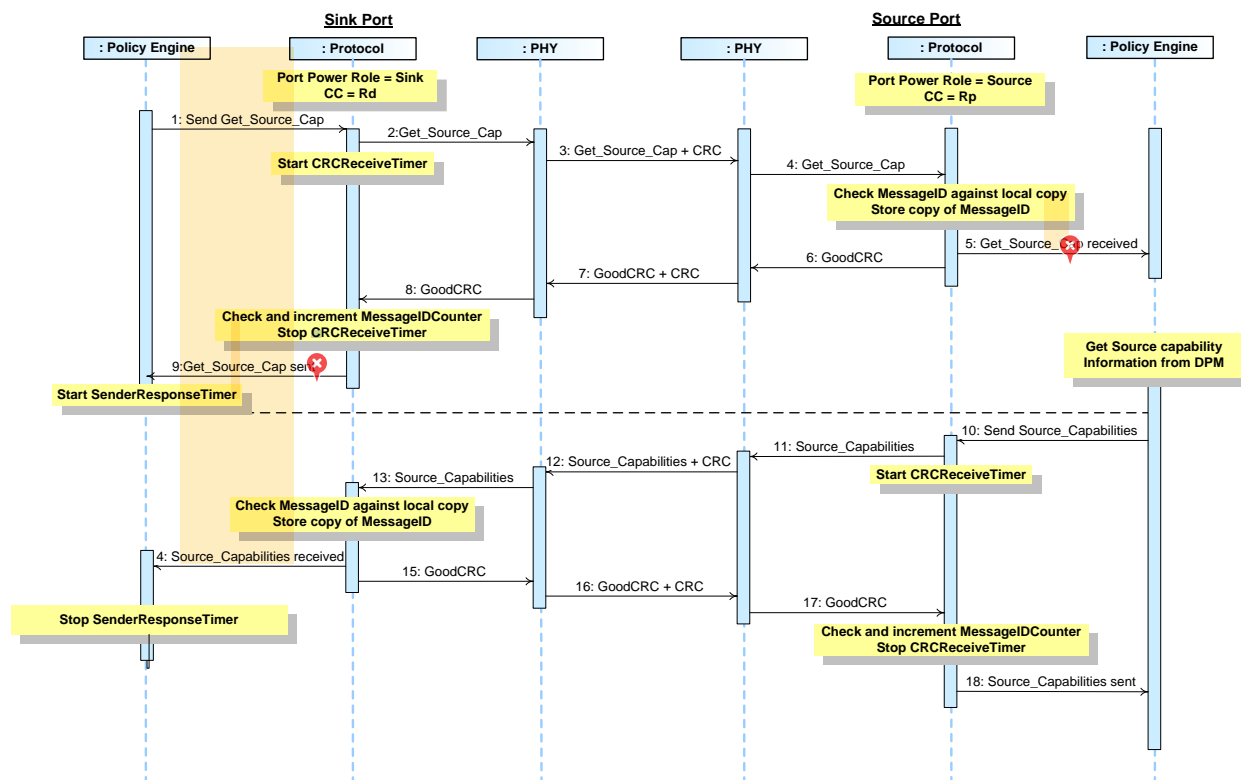 Sink Port
Source Port
: Policy Engine
: Protocol
: PHY
: PHY
: Protocol
: Policy Engine
Port Power Role = Sink
CC = Rd
Port Power Role = Source
CC = Rp
1: Send Get_Source_Cap
2:Get_Source_Cap
Start CRCReceiveTimer
3: Get_Source_Cap + CRC
4: Get_Source_Cap
Check MessageID against local copy
Store copy of MessageID
5: Get_Source_Cap received
6: GoodCRC
7: GoodCRC + CRC
8: GoodCRC
Check and increment MessageIDCounter
Stop CRCReceiveTimer
9:Get_Source_Cap sent
Start SenderResponseTimer
Get Source capability
Information from DPM
10: Send Source_Capabilities
11: Source_Capabilities
Start CRCReceiveTimer
12: Source_Capabilities + CRC
13: Source_Capabilities
Check MessageID against local copy
Store copy of MessageID
4: Source_Capabilities received
15: GoodCRC
16: GoodCRC + CRC
17: GoodCRC
Stop SenderResponseTimer
Check and increment MessageIDCounter
Stop CRCReceiveTimer
18: Source_Capabilities sent